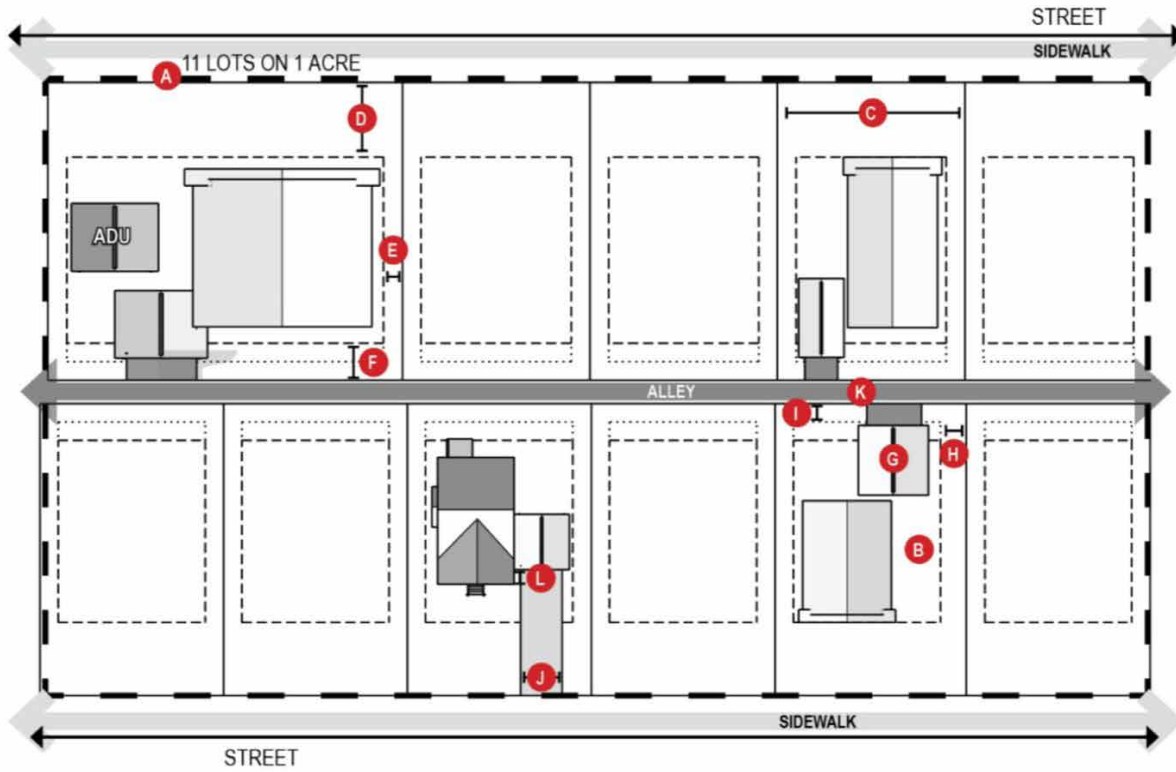 STREET
SIDEWALK
A 11 LOTS ON 1 ACRE
D
C
ADU
E
F
ALLEY
K
I
G
H
B
L
J
SIDEWALK
STREET